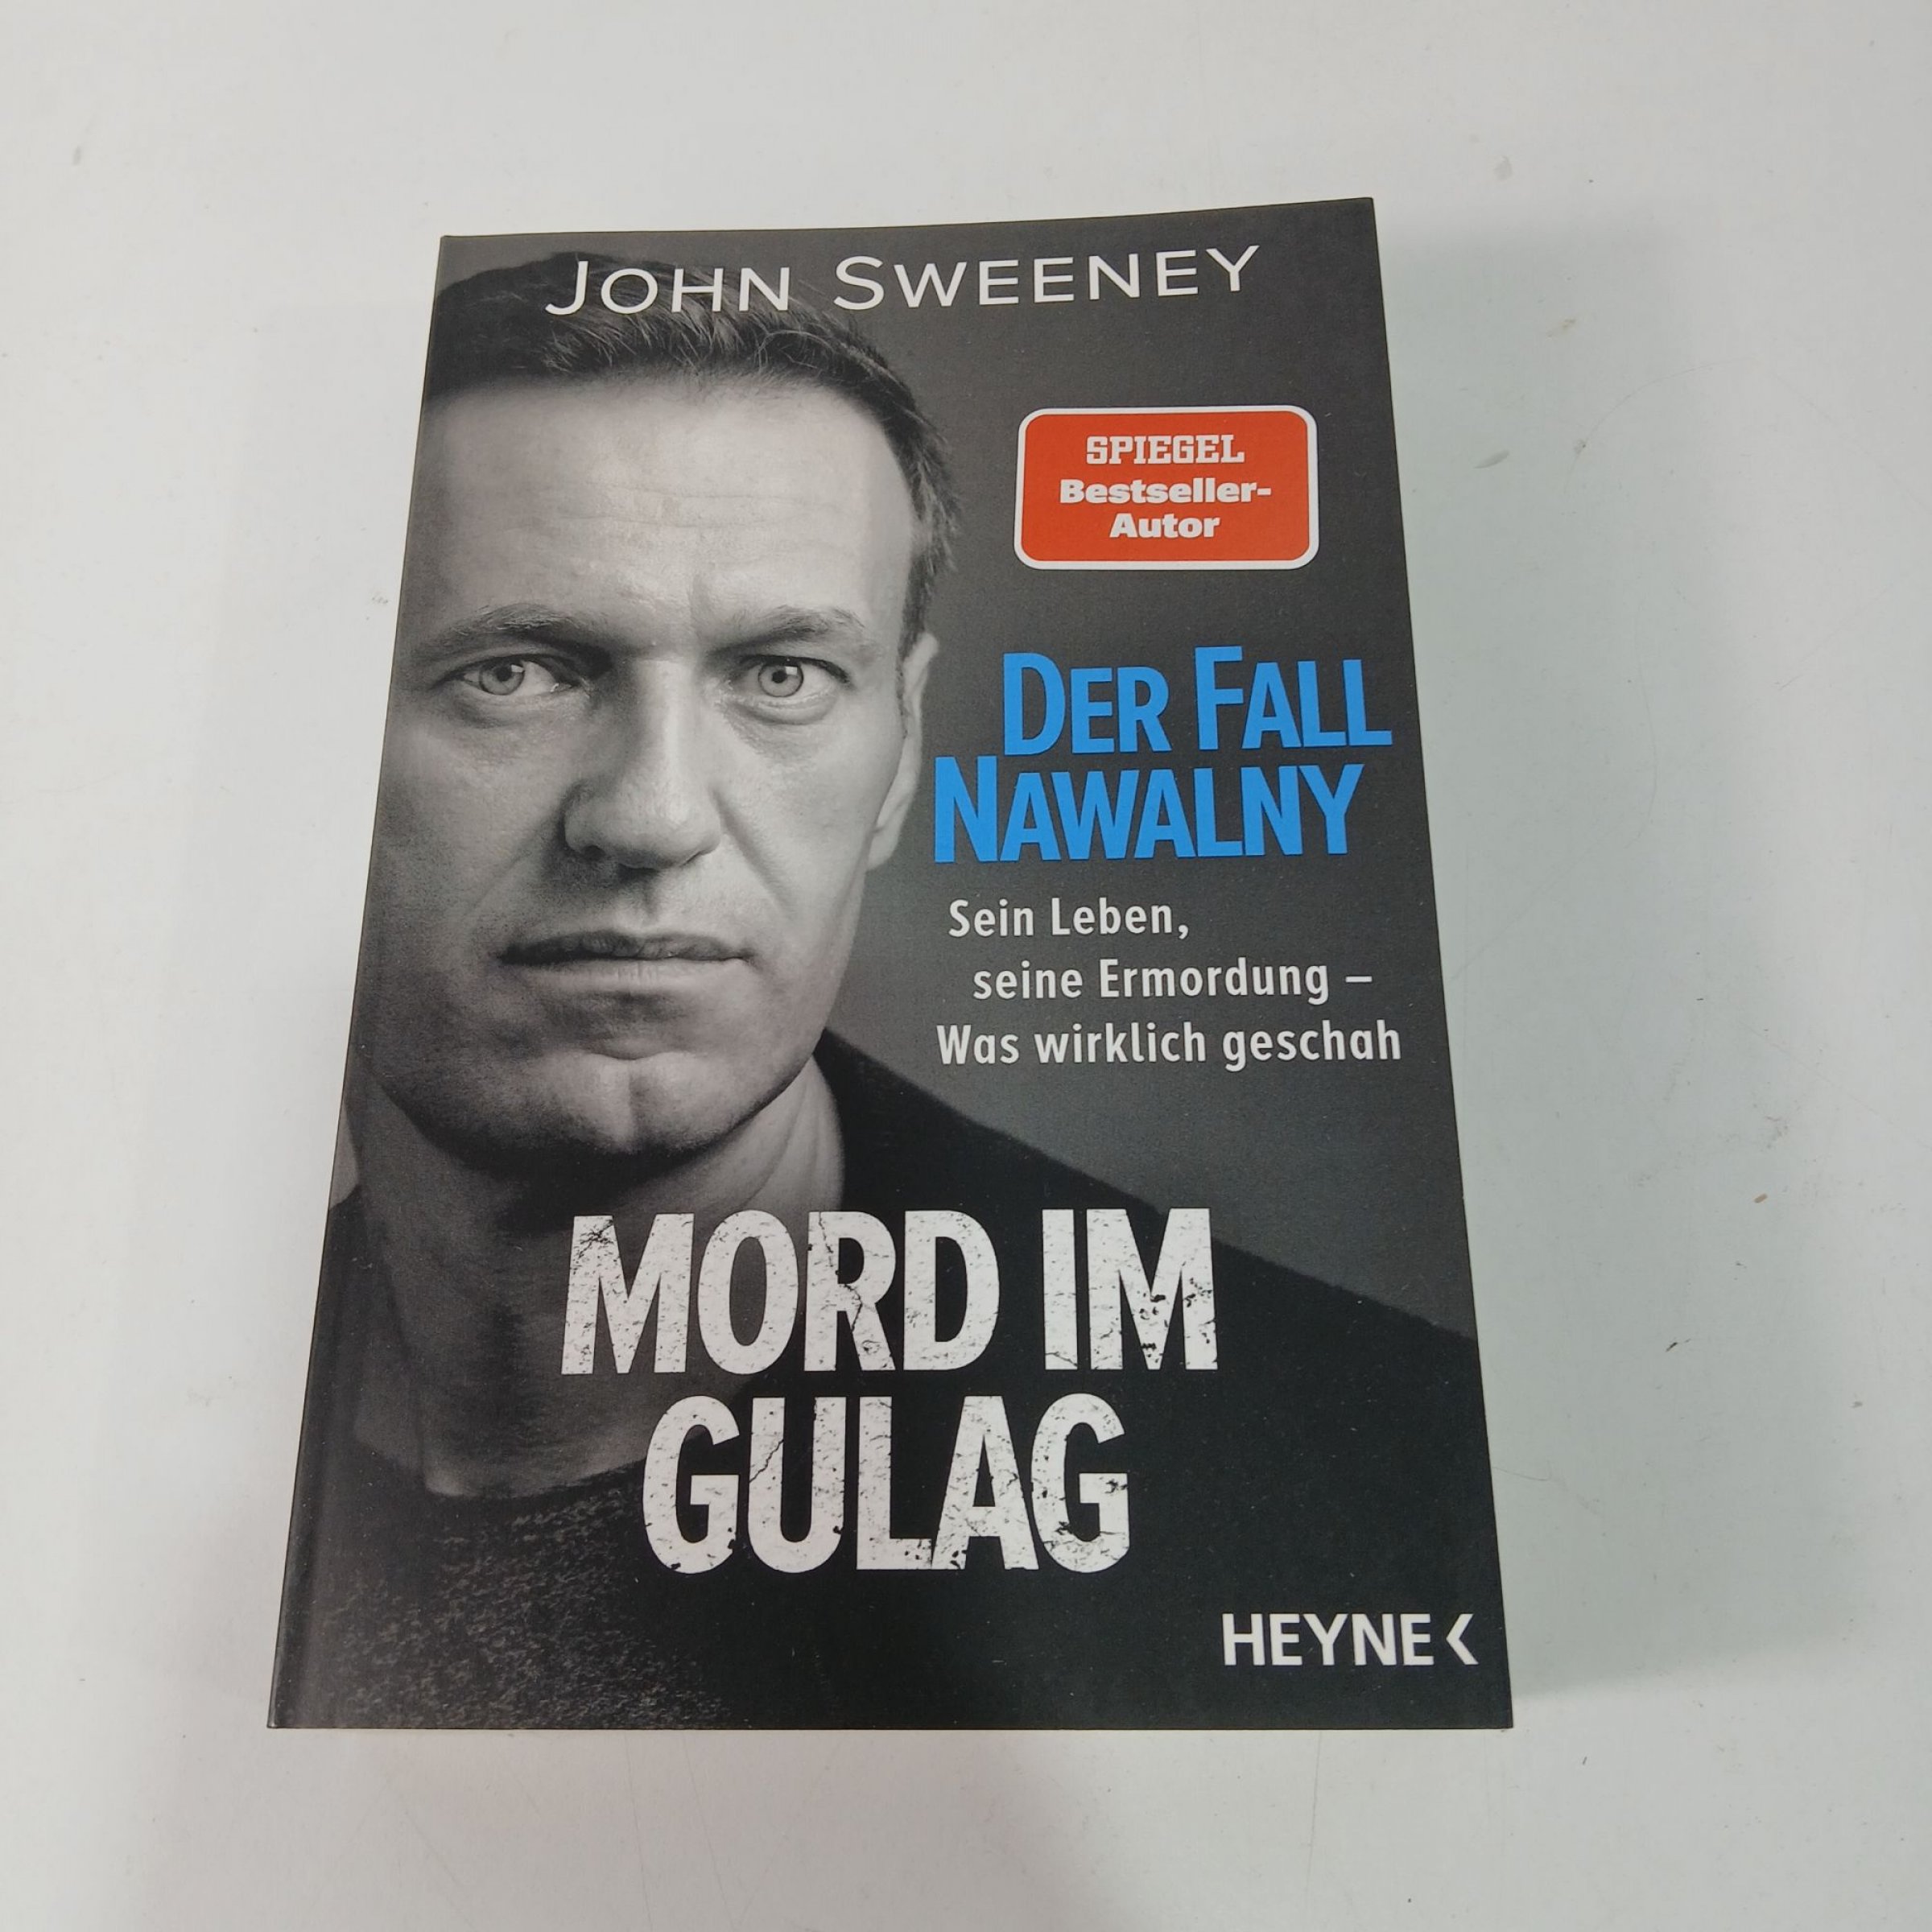 JOHN SWEENEY
SPIEGEL
Bestseller-
Autor
DER FALL
NAWALNY
Sein Leben,
seine Ermordung –
Was wirklich geschah
MORD IM
GULAG
HEYNE